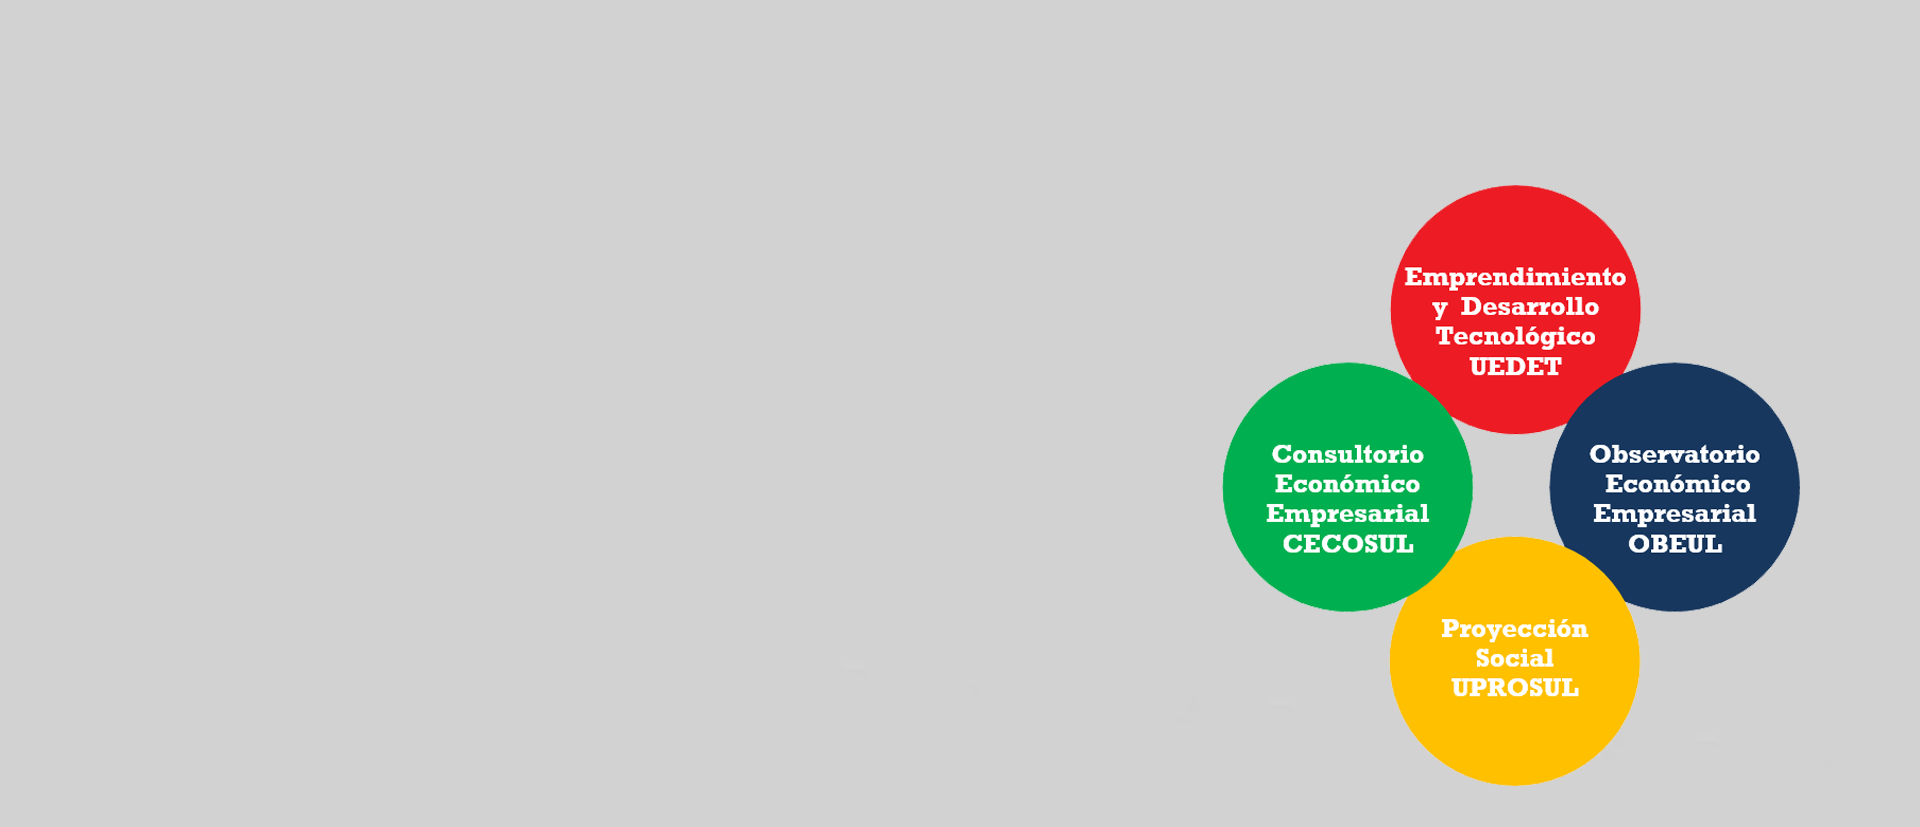 Emprendimiento
y Desarrollo
Tecnológico
UEDET
Consultorio
Económico
Empresarial
CECOSUL
Observatorio
Económico
Empresarial
OBEUL
Proyección
Social
UPROSUL